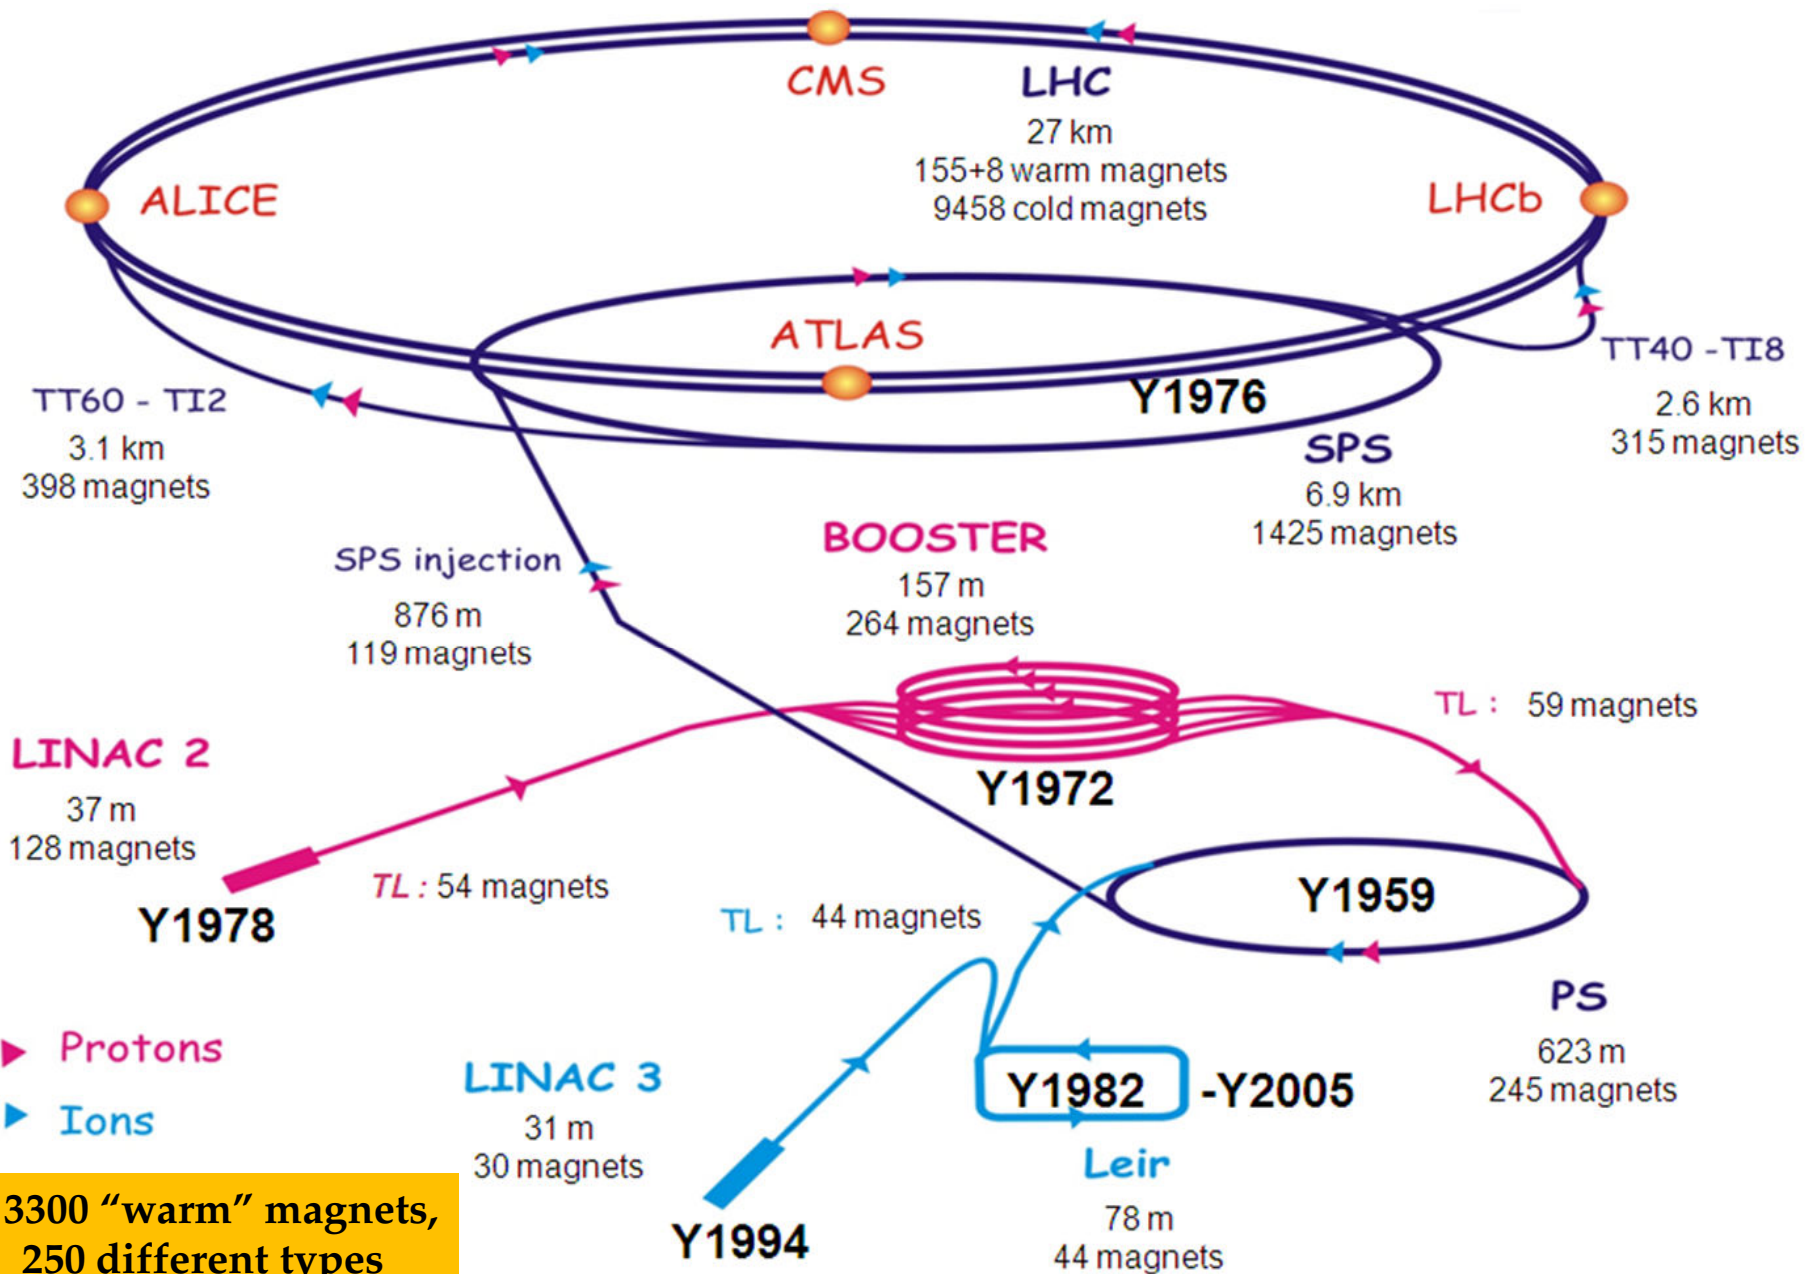 CMS
LHC
27 km
155+8 warm magnets
9458 cold magnets
ALICE
LHCb
ATLAS
TT40 -TI8
2.6 km
315 magnets
TT60 - TI2
3.1 km
398 magnets
Y1976
SPS
6.9 km
1425 magnets
SPS injection
876 m
119 magnets
BOOSTER
157 m
264 magnets
Y1972
TL : 59 magnets
LINAC 2
37 m
128 magnets
Y1978
TL : 54 magnets
TL : 44 magnets
Y1959
PS
623 m
245 magnets
Protons
Ions
LINAC 3
31 m
30 magnets
Y1994
Y1982 -Y2005
Leir
78 m
44 magnets
3300 “warm” magnets,
250 different types